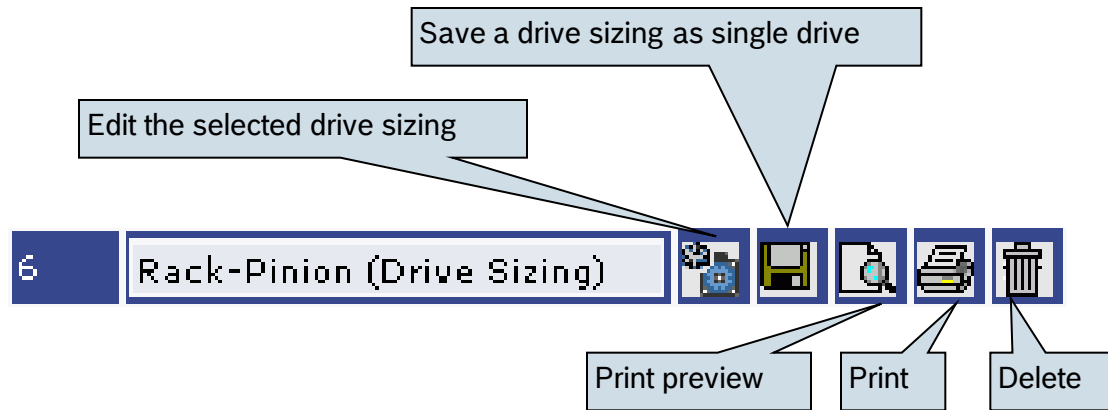 Save a drive sizing as single drive
Edit the selected drive sizing
6
Rack-Pinion (Drive Sizing)
Print preview
Print
Delete